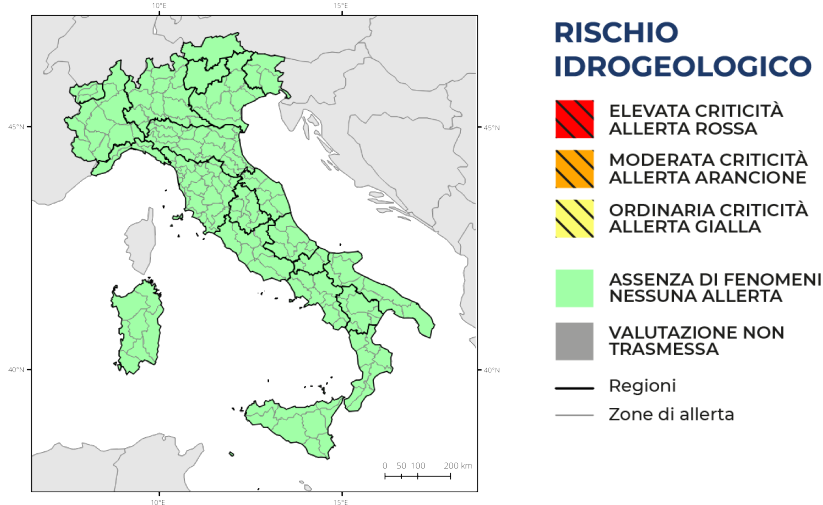 10°E 15°E
RISCHIO
IDROGEOLOGICO
ELEVATA CRITICITÀ
ALLERTA ROSSA
45°N 45°N
MODERATA CRITICITÀ
ALLERTA ARANCIONE
ORDINARIA CRITICITÀ
ALLERTA GIALLA
ASSENZA DI FENOMENI
NESSUNA ALLERTA
VALUTAZIONE NON
TRASMESSA
40°N 40°N
Regioni
Zone di allerta
0 50 100 200 km
10°E 15°E